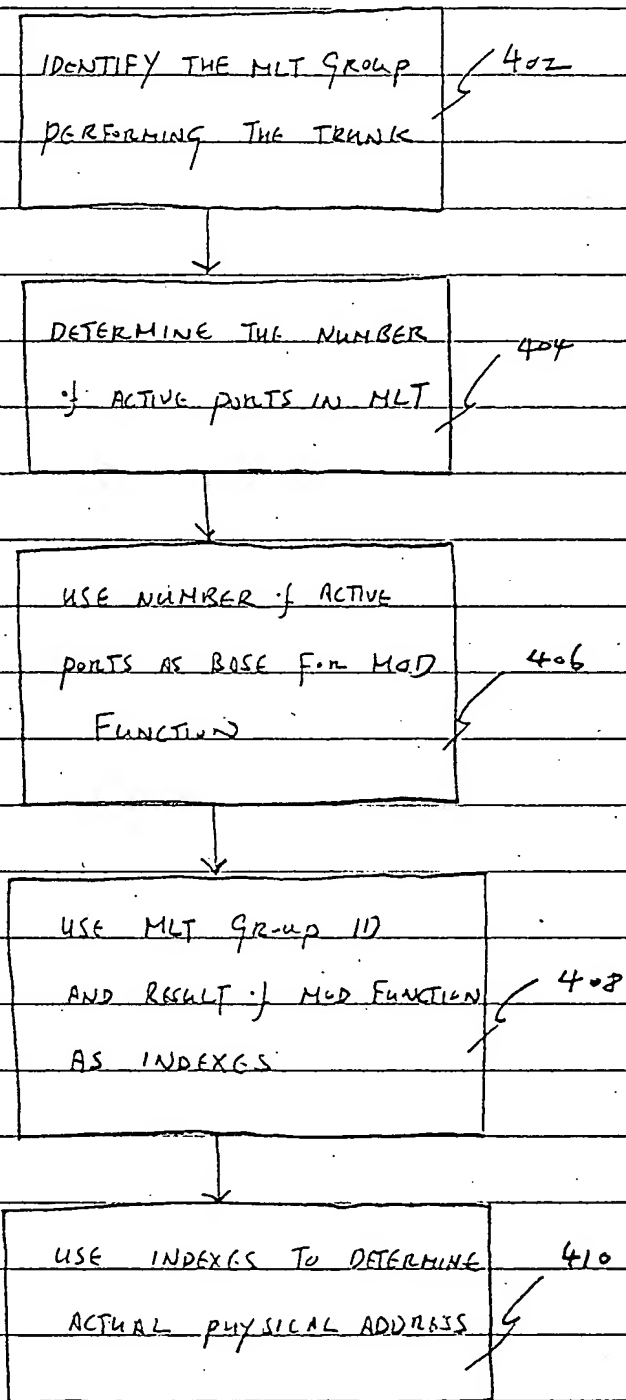 IDENTIFY THE MLT GROUP 402
PERFORMING THE TRUNK
DETERMINE THE NUMBER 404
of ACTIVE PORTS IN MLT
USE NUMBER of ACTIVE
PORTS AS BASE FOR MOD 406
FUNCTION
USE MLT GROUP ID
AND RESULT of MOD FUNCTION 408
AS INDEXES
USE INDEXES TO DETERMINE 410
ACTUAL PHYSICAL ADDRESS